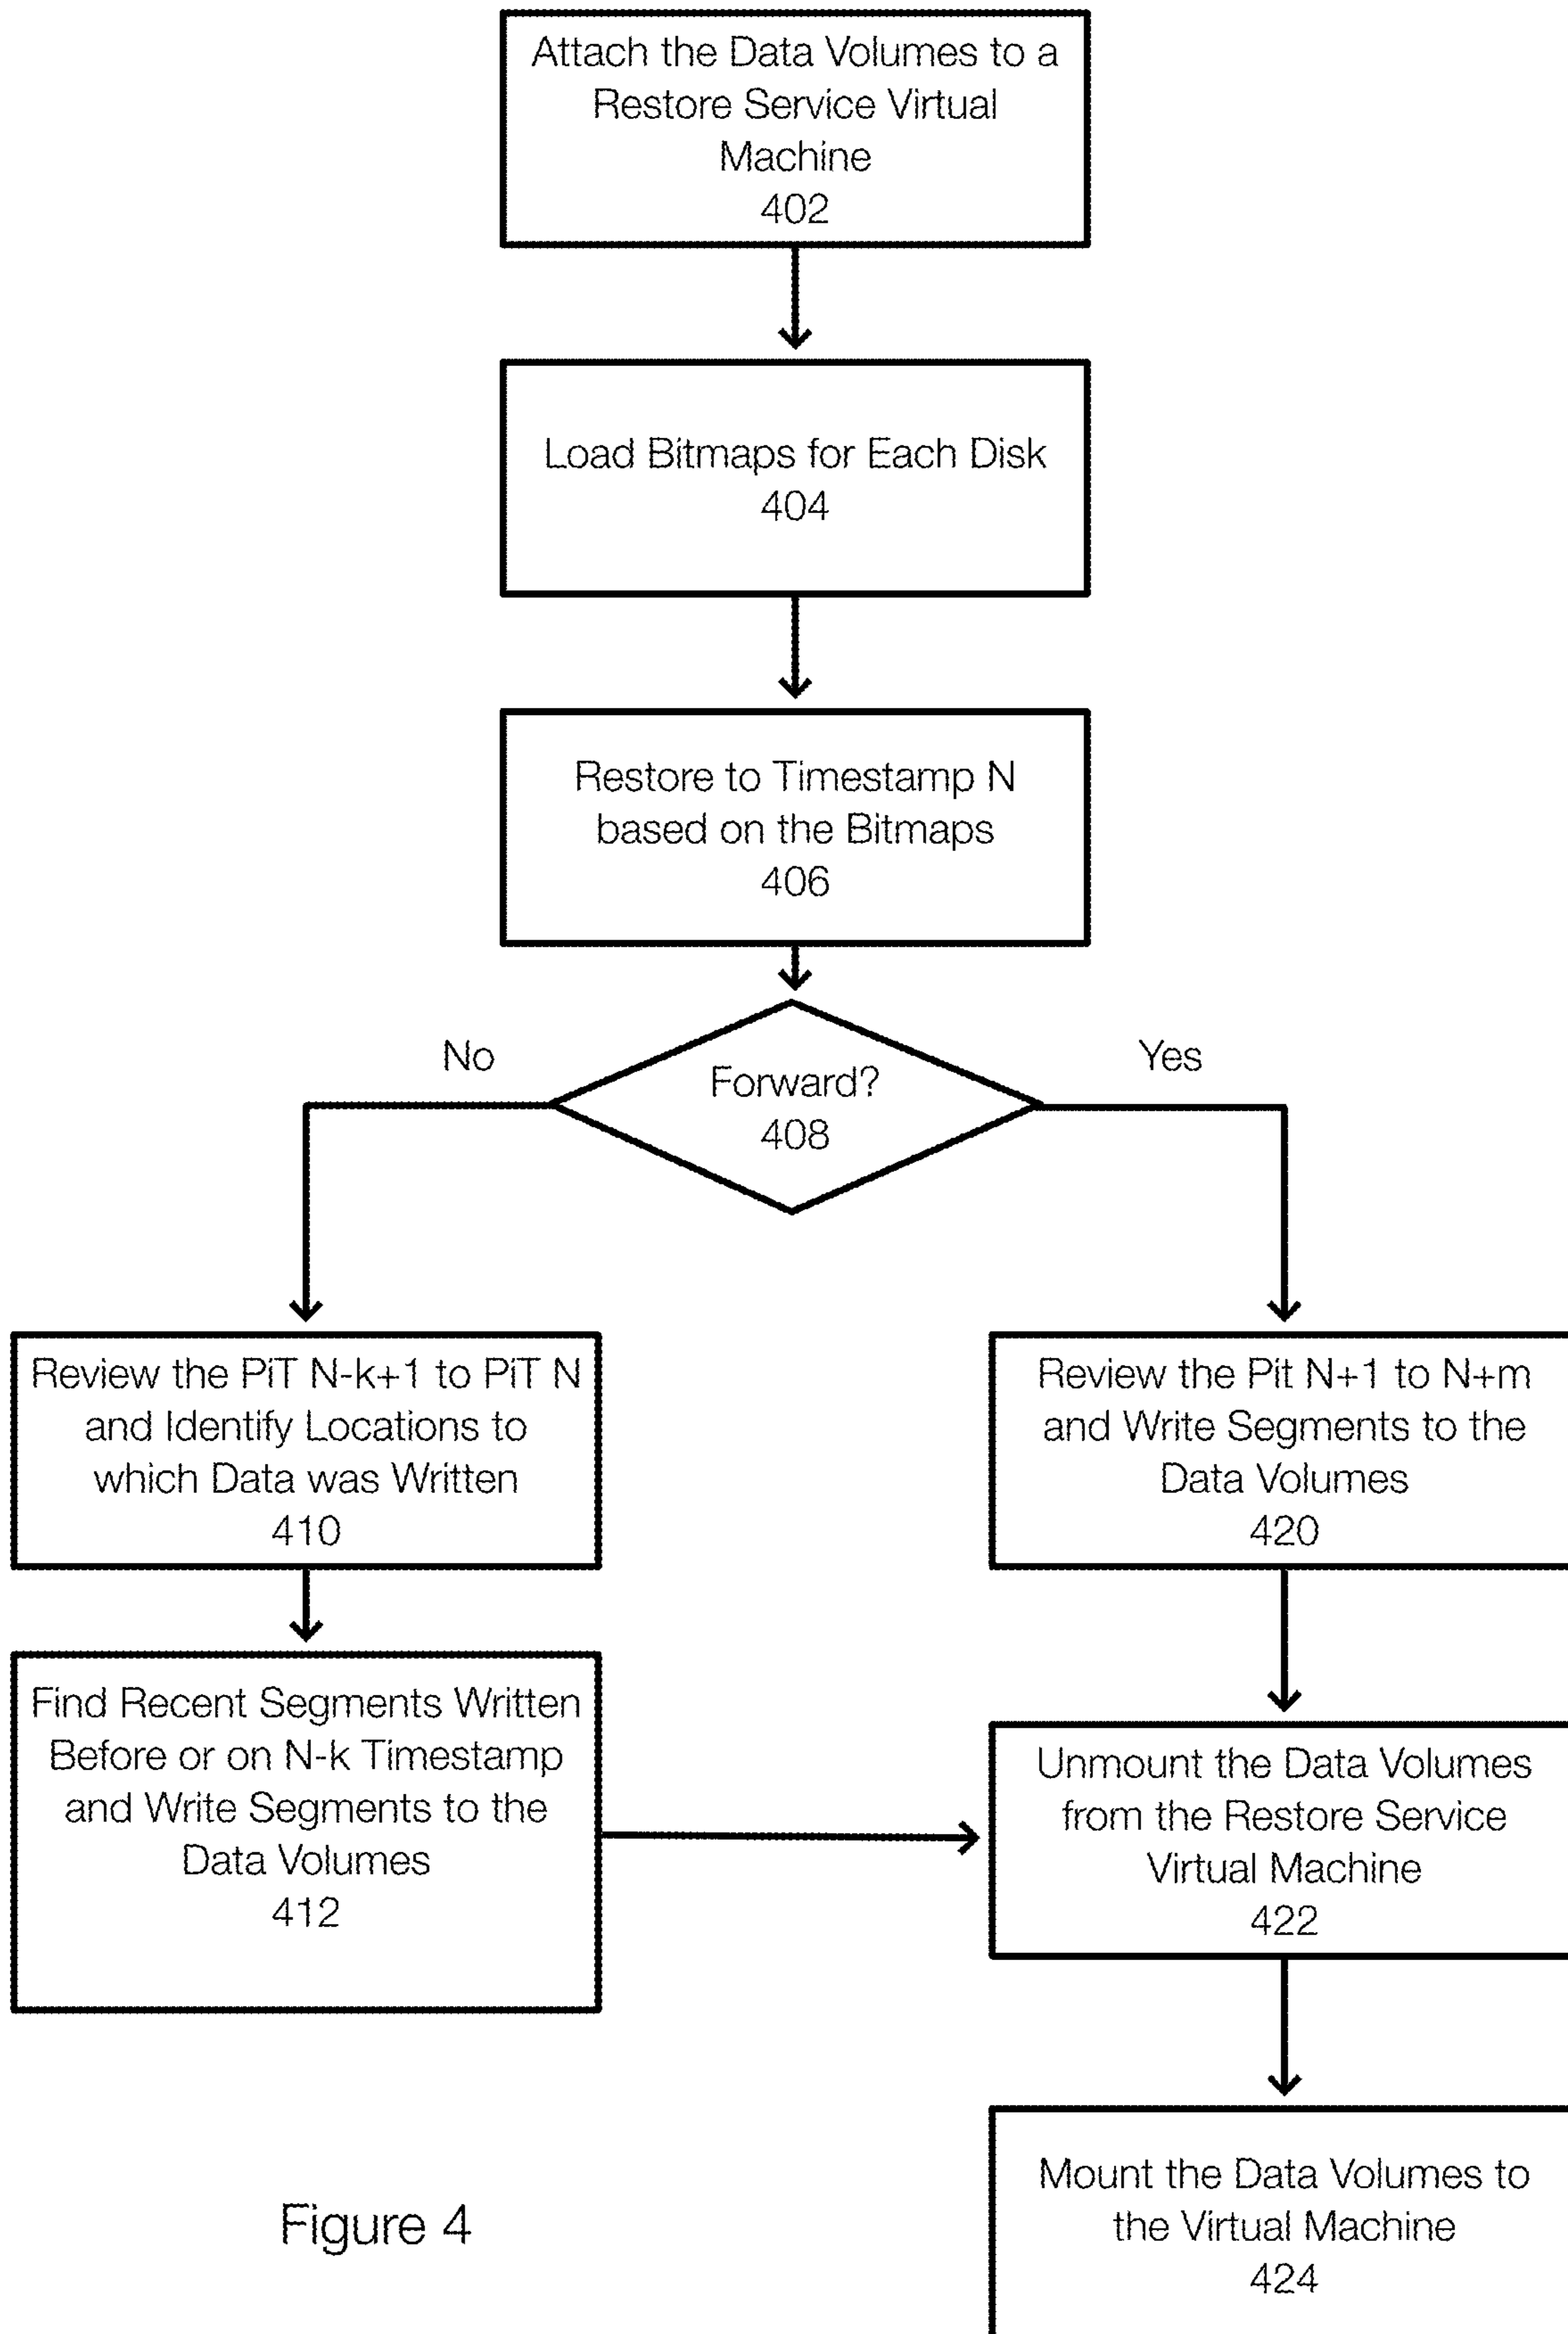 Attach the Data Volumes to a
Restore Service Virtual
Machine
402
Load Bitmaps for Each Disk
404
Restore to Timestamp N
based on the Bitmaps
406
No
Yes
Forward?
408
Review the PiT N-k+1 to PiT N
and Identify Locations to
which Data was Written
410
Review the Pit N+1 to N+m
and Write Segments to the
Data Volumes
420
Find Recent Segments Written
Before or on N-k Timestamp
and Write Segments to the
Data Volumes
412
Unmount the Data Volumes
from the Restore Service
Virtual Machine
422
Mount the Data Volumes to
the Virtual Machine
424
Figure 4